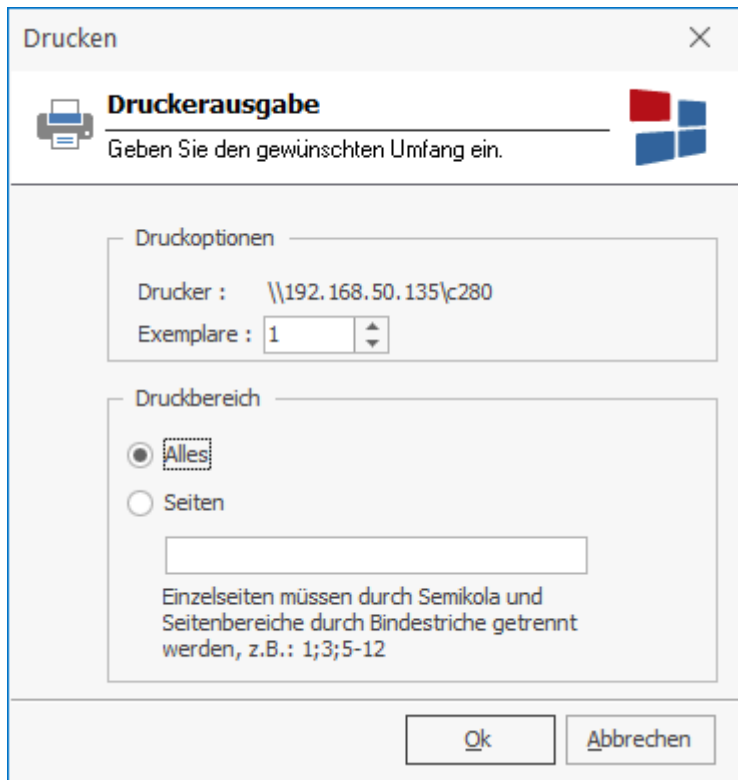 Drucken
Druckerausgabe
Geben Sie den gewünschten Umfang ein.
Druckoptionen
Drucker : \\192.168.50.135\c280
Exemplare : 1
Druckbereich
Alles
Seiten
Einzelseiten müssen durch Semikola und
Seitenbereiche durch Bindestriche getrennt
werden, z.B.: 1;3;5-12
Ok Abbrechen